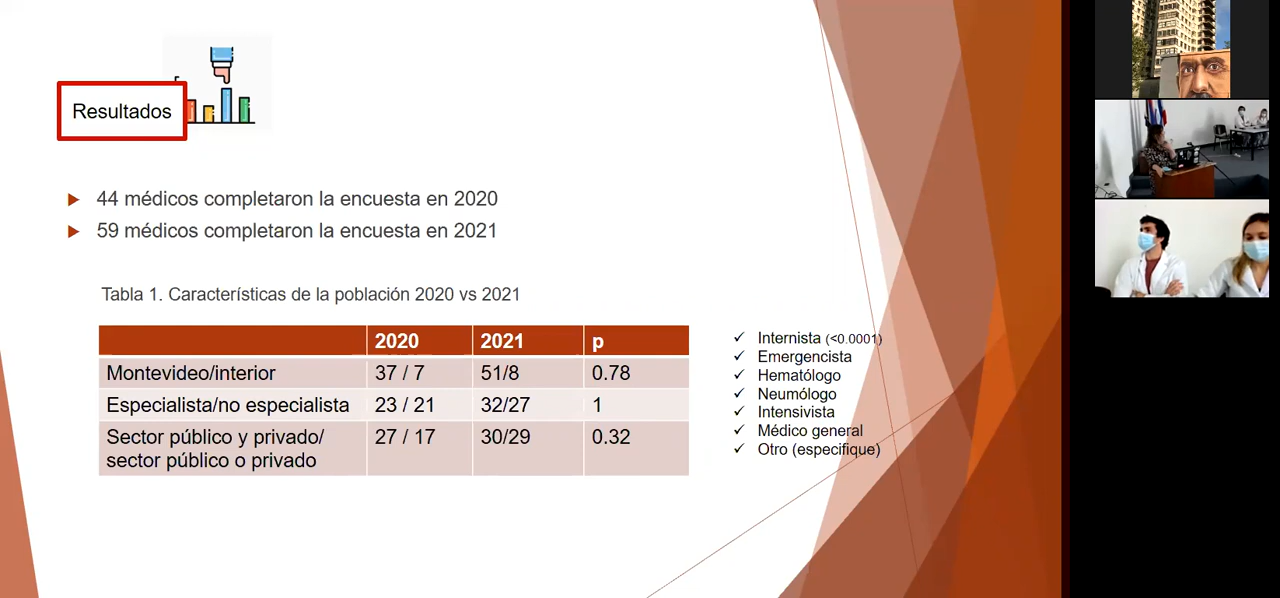 Resultados
44 médicos completaron la encuesta en 2020
59 médicos completaron la encuesta en 2021
Tabla 1. Características de la población 2020 vs 2021
2020 2021 p
Montevideo/interior 37 / 7 51/8 0.78
Especialista/no especialista 23 / 21 32/27 1
Sector público y privado/ 27 / 17 30/29 0.32
sector público o privado
Internista (<0.0001)
Emergencista
Hematólogo
Neumólogo
Intensivista
Médico general
Otro (especifique)